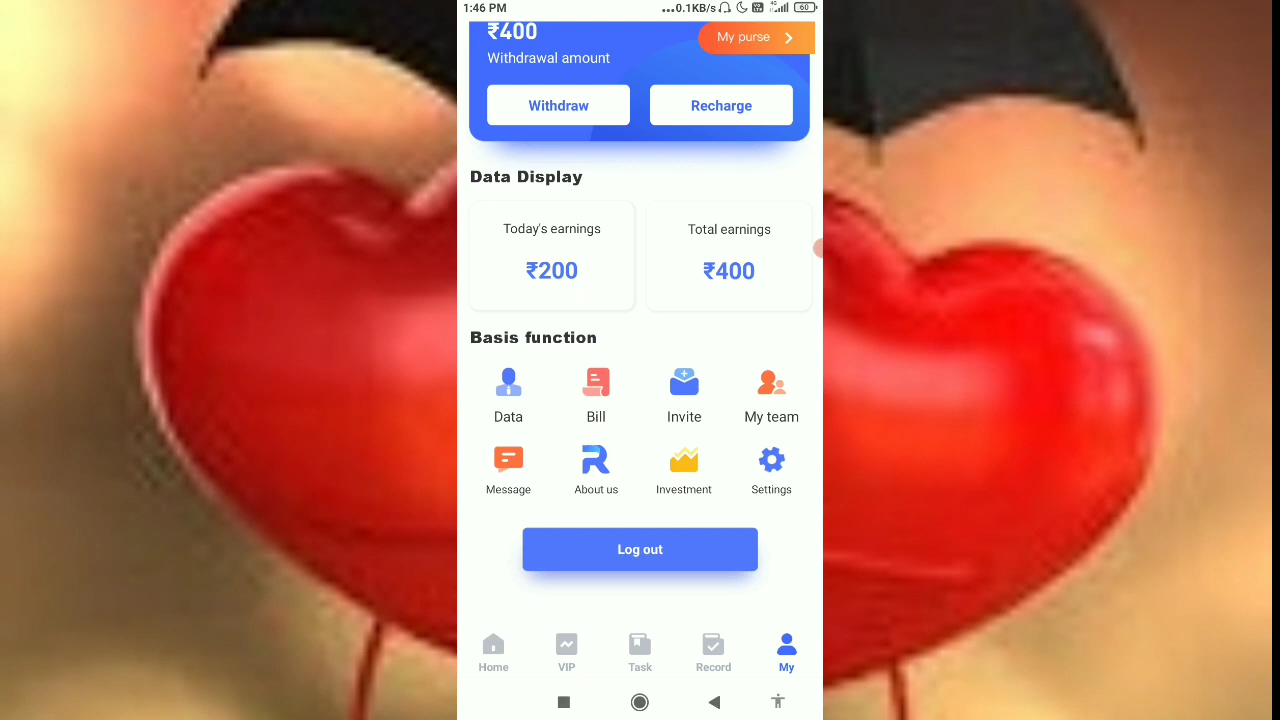 1:46 PM ...0.1KB/s 4G 60
₹400 My purse
Withdrawal amount
Withdraw Recharge
Data Display
Today's earnings Total earnings
₹200 ₹400
Basis function
Data Bill Invite My team
Message About us Investment Settings
Log out
Home VIP Task Record My